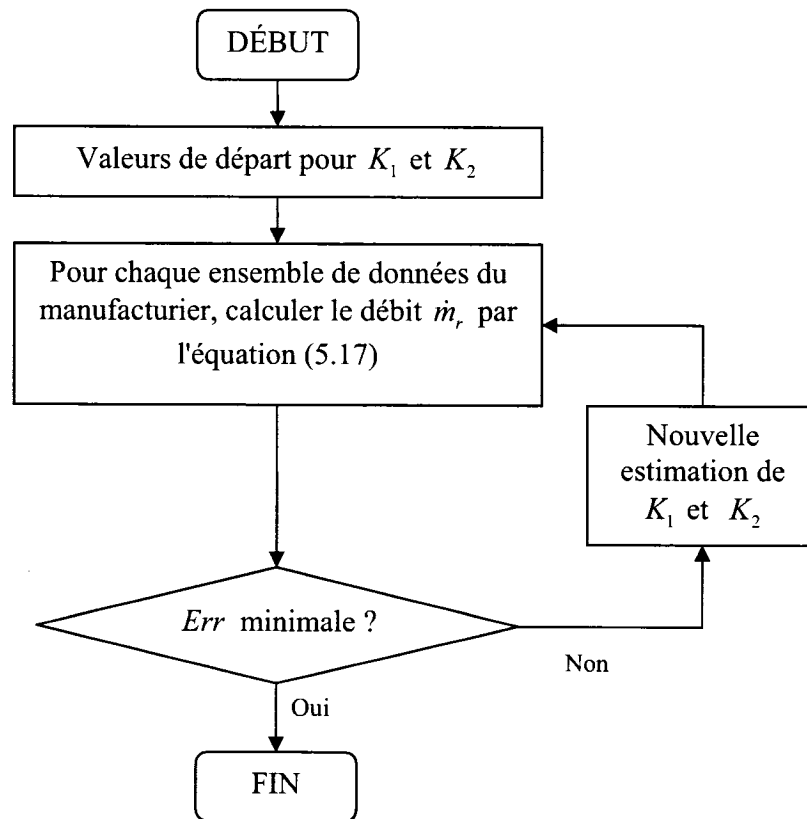 DÉBUT
Valeurs de départ pour K₁ et K₂
Pour chaque ensemble de données du
manufacturier, calculer le débit ṁᵣ par
l'équation (5.17)
Nouvelle
estimation de
K₁ et K₂
Err minimale ?
Non
Oui
FIN